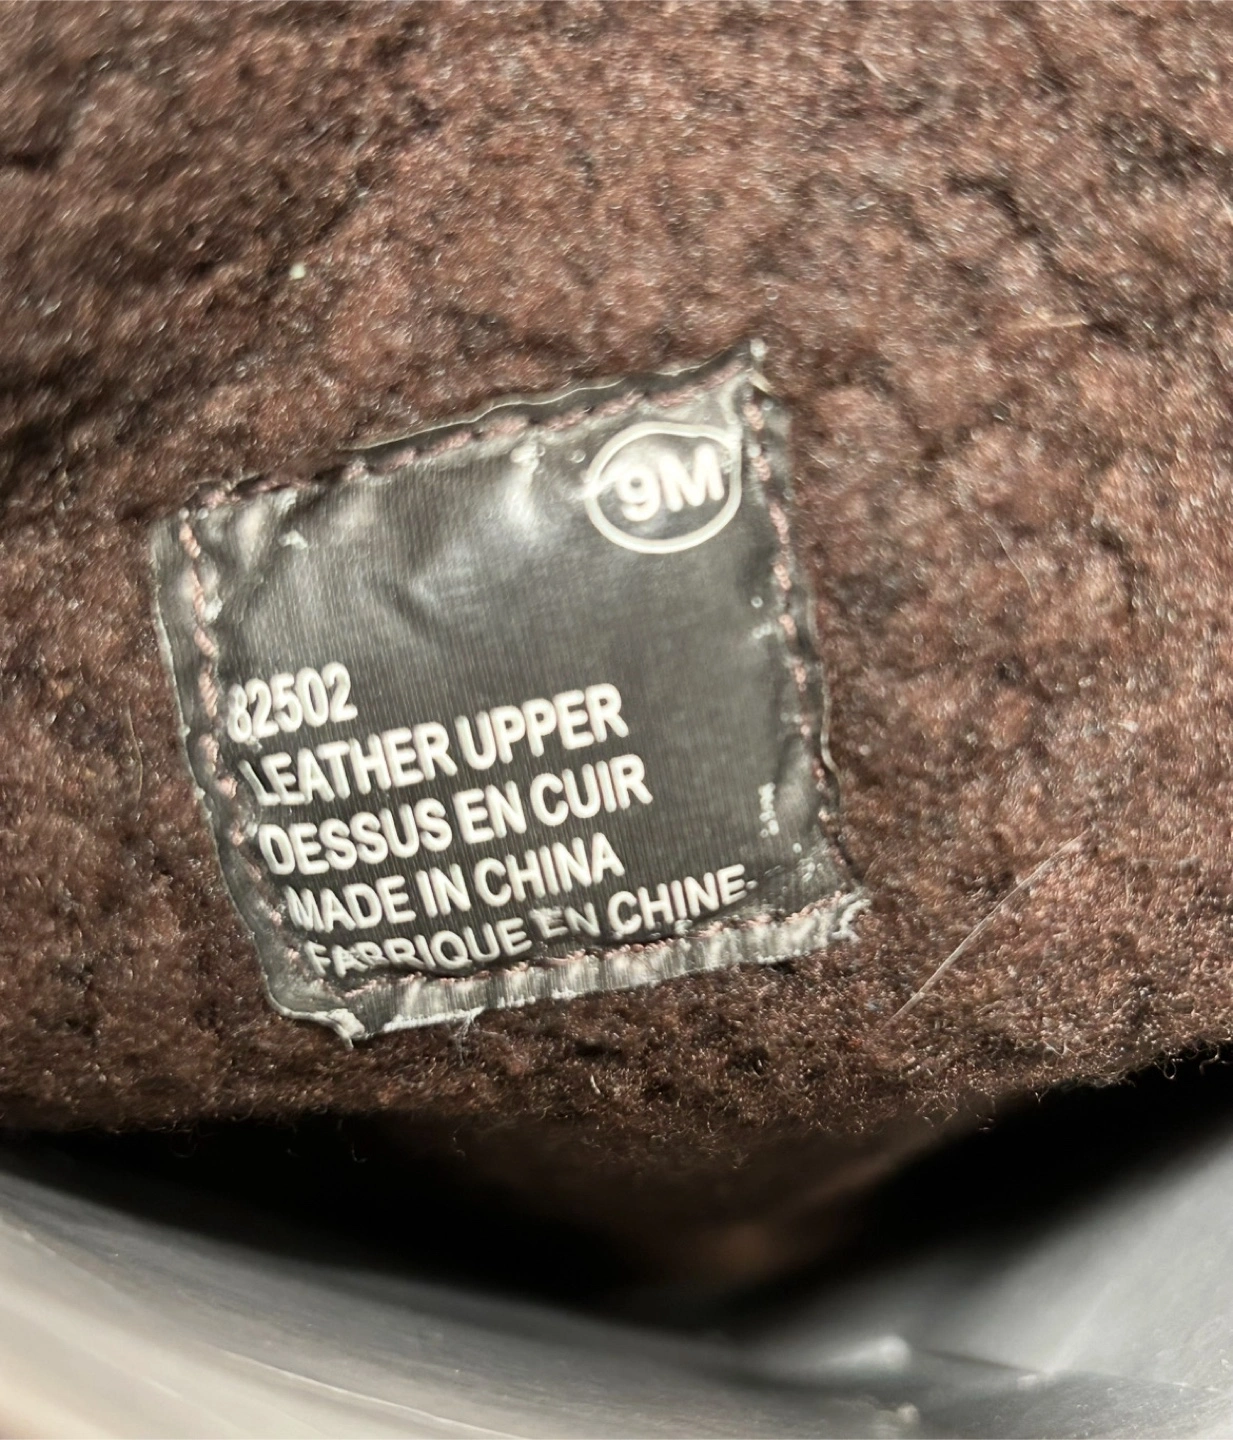 9M
82502
LEATHER UPPER
DESSUS EN CUIR
MADE IN CHINA
FABRIQUE EN CHINE